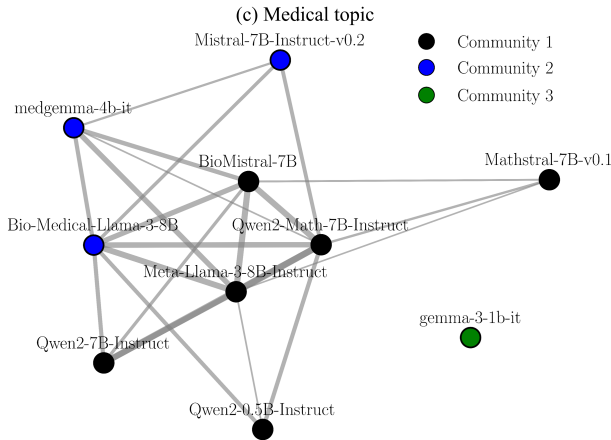 (c) Medical topic
Mistral-7B-Instruct-v0.2
Community 1
Community 2
Community 3
medgemma-4b-it
BioMistral-7B
Mathstral-7B-v0.1
Bio-Medical-Llama-3-8B
Qwen2-Math-7B-Instruct
Meta-Llama-3-8B-Instruct
gemma-3-1b-it
Qwen2-7B-Instruct
Qwen2-0.5B-Instruct